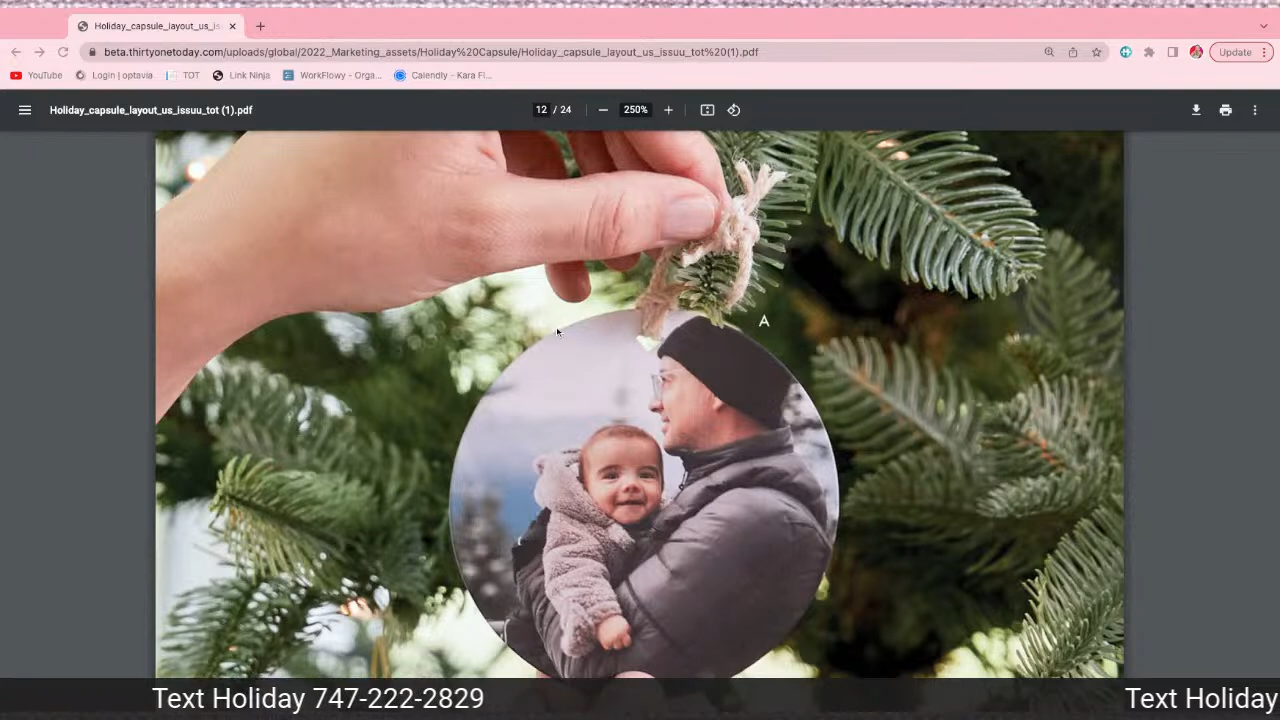 Holiday_capsule_layout_us_is
beta.thirtyonetoday.com/uploads/global/2022_Marketing_assets/Holiday%20Capsule/Holiday_capsule_layout_us_issuu_tot%20(1).pdf
Update
YouTube Login | optavia TOT Link Ninja WorkFlowy - Orga... Calendly - Kara Fl...
Holiday_capsule_layout_us_issuu_tot (1).pdf 12 / 24 250%
A
Text Holiday 747-222-2829 Text Holiday